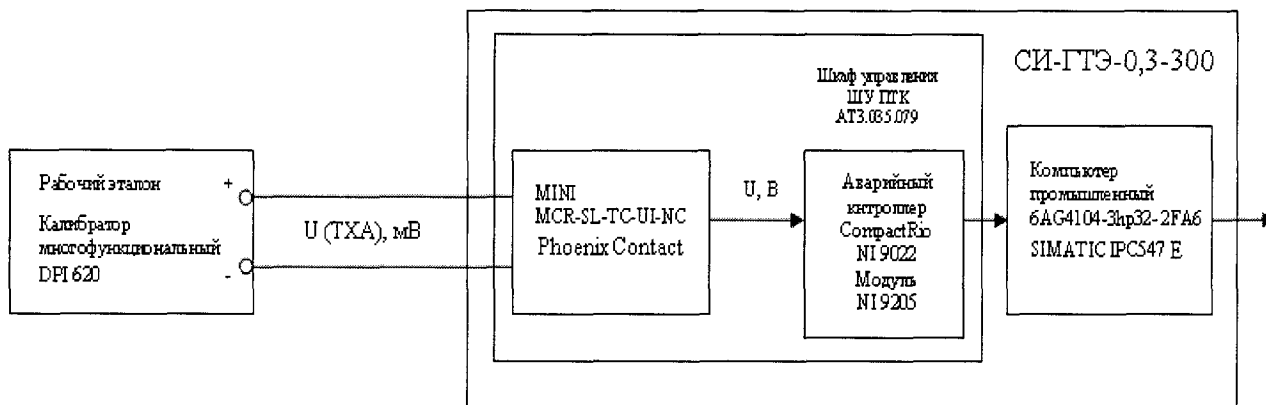 СИ-ГТЭ-0,3-300
Шкаф управления
ШУ ПТК
АТ3.035.079
Рабочий эталон
Калибратор
многофункциональный
DPI 620
+
-
U (ТХА), мВ
MINI
MCR-SL-TC-UI-NC
Phoenix Contact
U, В
Аварийный
кнтроллер
CompactRio
NI 9022
Модуль
NI 9205
Компьютер
промышленный
6AG4104-3hp32-2FA6
SIMATIC IPC547 E